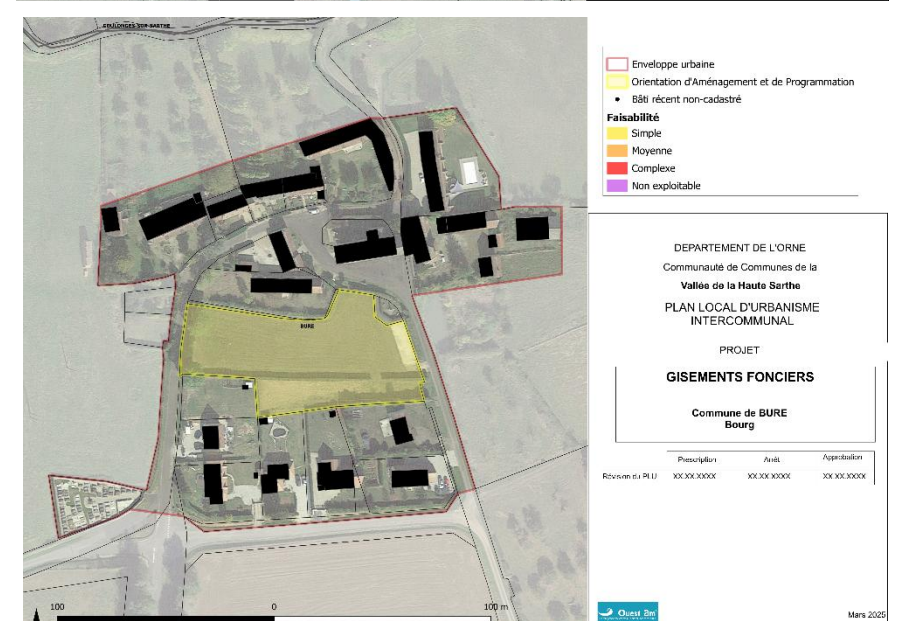 COULONGES-SUR-SARTHE
BURE
100 0 100 m
Enveloppe urbaine
Orientation d'Aménagement et de Programmation
Bâti récent non-cadastré
Faisabilité
Simple
Moyenne
Complexe
Non exploitable
DEPARTEMENT DE L'ORNE
Communauté de Communes de la
Vallée de la Haute Sarthe
PLAN LOCAL D'URBANISME
INTERCOMMUNAL
PROJET
GISEMENTS FONCIERS
Commune de BURE
Bourg
Prescription Arrêt Approbation
Révision du PLU XX.XX.XXXX XX.XX.XXXX XX.XX.XXXX
Ouest am'
Mars 2025